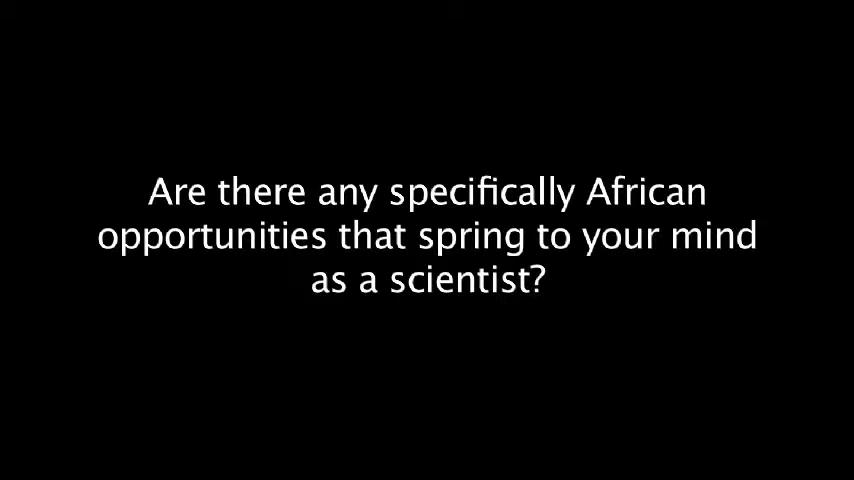 Are there any specifically African
opportunities that spring to your mind
as a scientist?